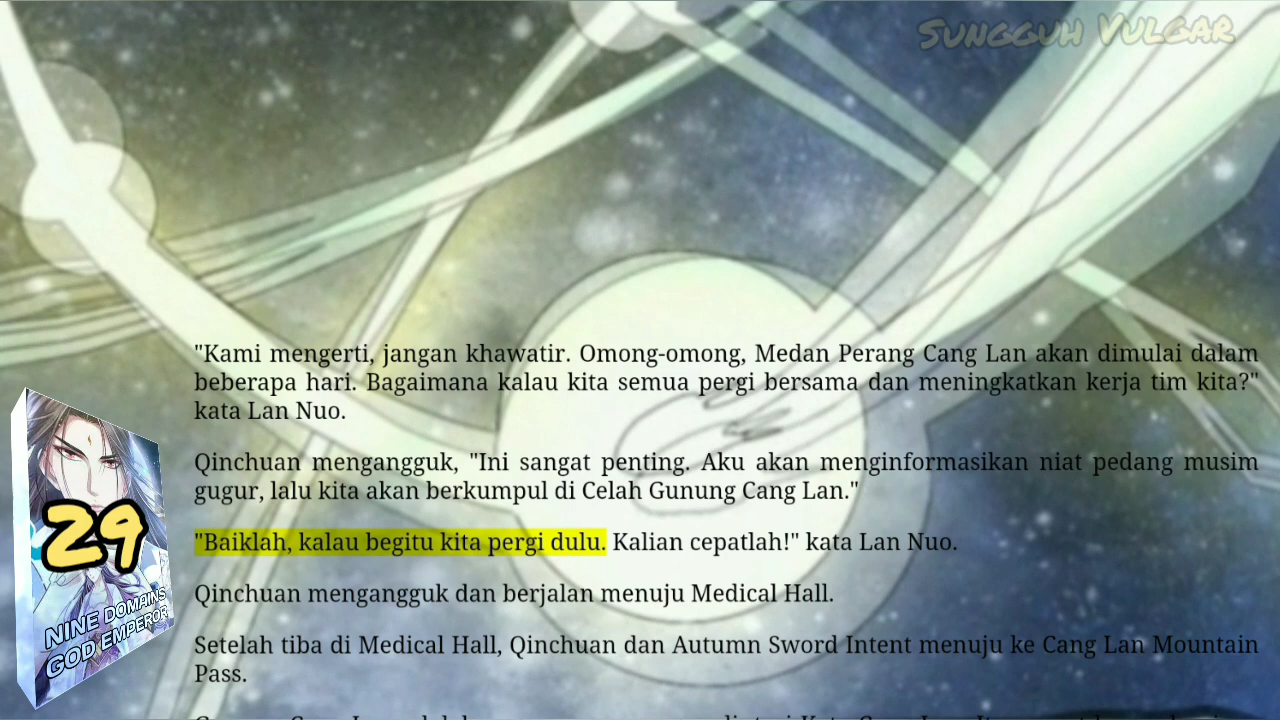 Sungguh Vulgar
"Kami mengerti, jangan khawatir. Omong-omong, Medan Perang Cang Lan akan dimulai dalam
beberapa hari. Bagaimana kalau kita semua pergi bersama dan meningkatkan kerja tim kita?"
kata Lan Nuo.
Qinchuan mengangguk, "Ini sangat penting. Aku akan menginformasikan niat pedang musim
gugur, lalu kita akan berkumpul di Celah Gunung Cang Lan."
"Baiklah, kalau begitu kita pergi dulu. Kalian cepatlah!" kata Lan Nuo.
Qinchuan mengangguk dan berjalan menuju Medical Hall.
Setelah tiba di Medical Hall, Qinchuan dan Autumn Sword Intent menuju ke Cang Lan Mountain
Pass.
29
NINE DOMAINS
GOD EMPEROR